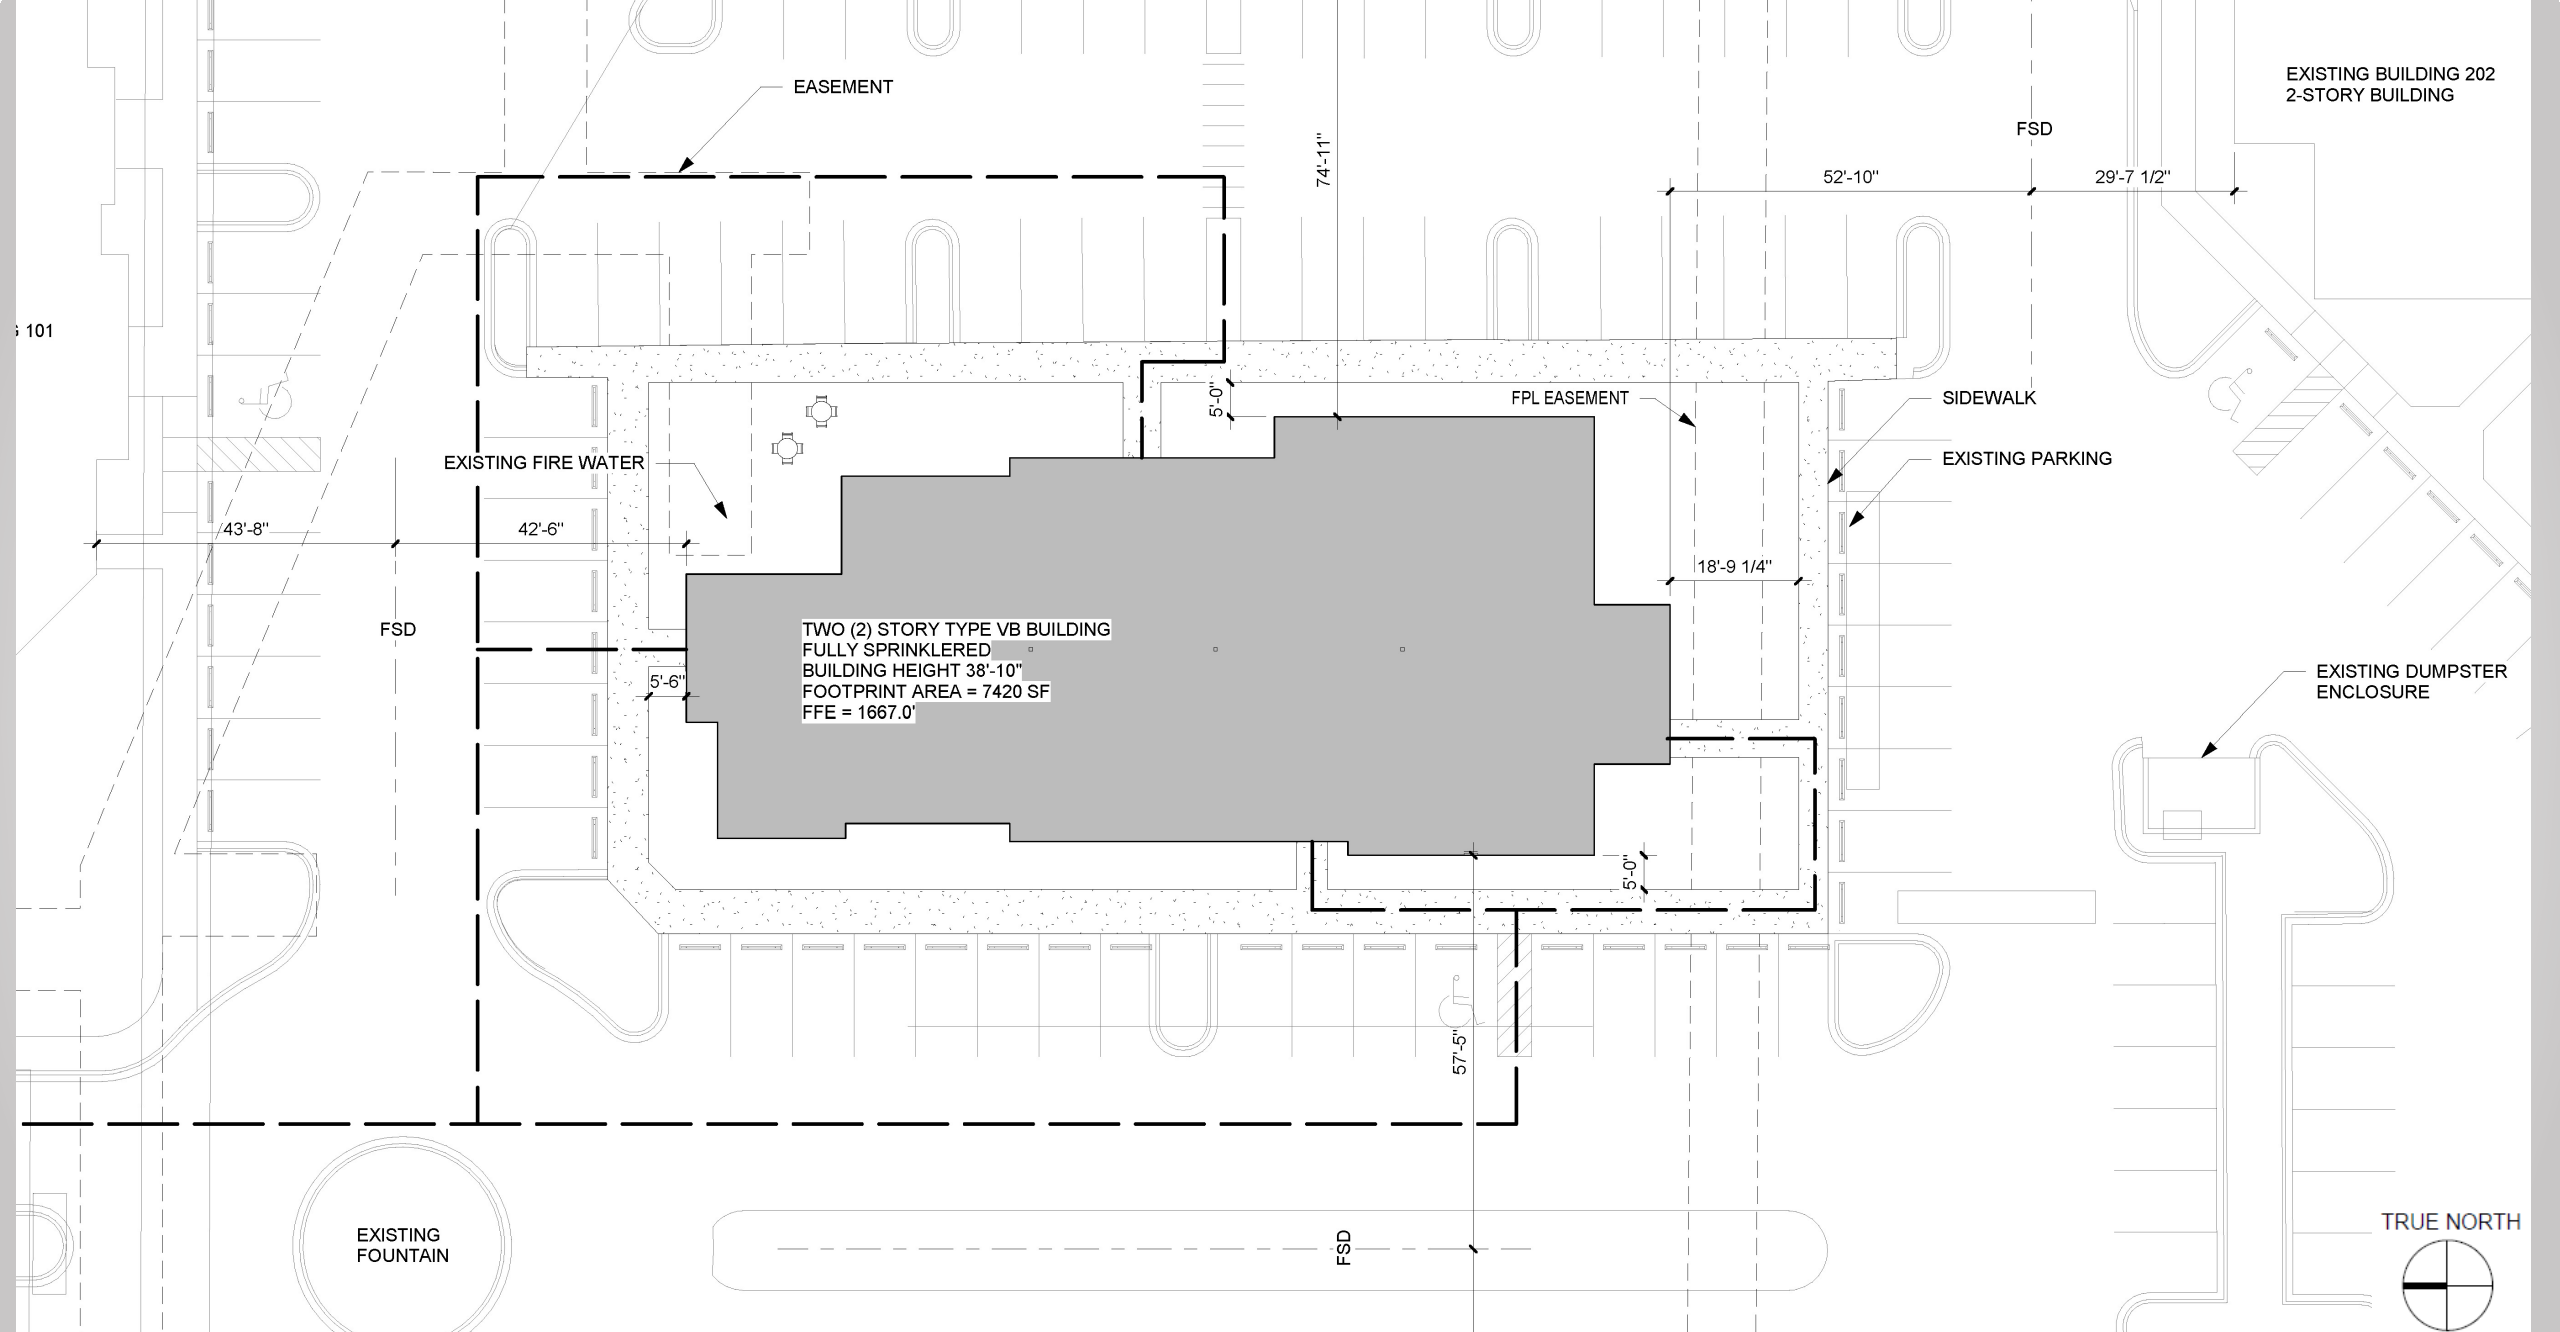 EXISTING BUILDING 202
2-STORY BUILDING
EASEMENT
FSD
74'-11"
52'-10"
29'-7 1/2"
101
5'-0"
FPL EASEMENT
SIDEWALK
EXISTING FIRE WATER
EXISTING PARKING
43'-8"
42'-6"
18'-9 1/4"
FSD
TWO (2) STORY TYPE VB BUILDING
FULLY SPRINKLERED
BUILDING HEIGHT 38'-10"
FOOTPRINT AREA = 7420 SF
FFE = 1667.0'
5'-6"
EXISTING DUMPSTER
ENCLOSURE
5'-0"
57'-5"
EXISTING
FOUNTAIN
FSD
TRUE NORTH